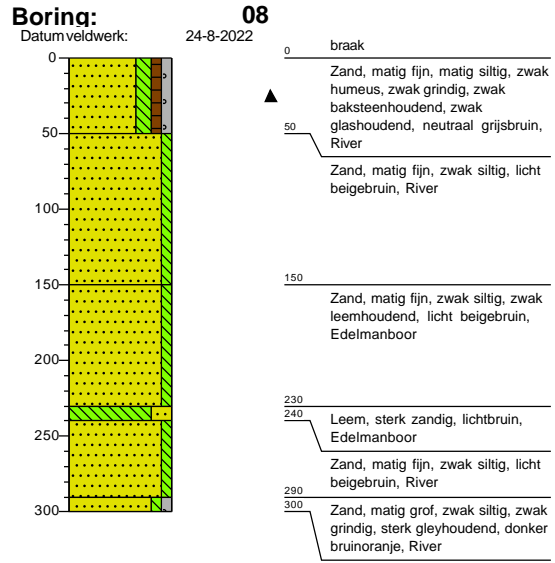 Boring: 08
Datum veldwerk: 24-8-2022
0
50
100
150
200
250
300
0 braak
Zand, matig fijn, matig siltig, zwak
humeus, zwak grindig, zwak
baksteenhoudend, zwak
glashoudend, neutraal grijsbruin,
River
50
Zand, matig fijn, zwak siltig, licht
beigebruin, River
150
Zand, matig fijn, zwak siltig, zwak
leemhoudend, licht beigebruin,
Edelmanboor
230
240
Leem, sterk zandig, lichtbruin,
Edelmanboor
Zand, matig fijn, zwak siltig, licht
beigebruin, River
290
300
Zand, matig grof, zwak siltig, zwak
grindig, sterk gleyhoudend, donker
bruinoranje, River